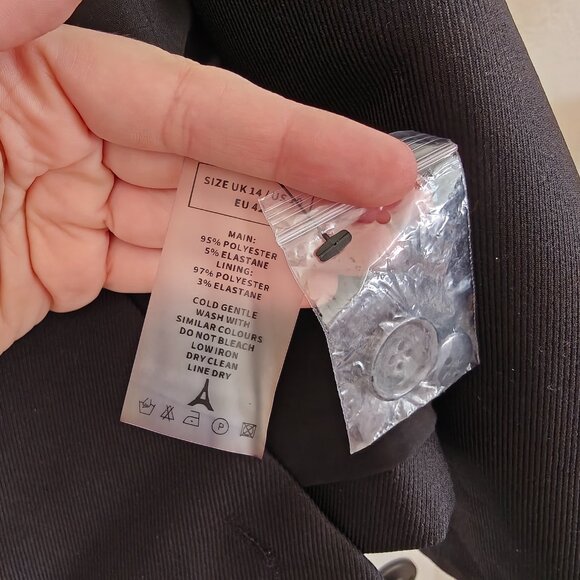 SIZE UK 14 / US
EU 42
MAIN:
95% POLYESTER
5% ELASTANE
LINING:
97% POLYESTER
3% ELASTANE
COLD GENTLE
WASH WITH
SIMILAR COLOURS
DO NOT BLEACH
LOW IRON
DRY CLEAN
LINE DRY
P